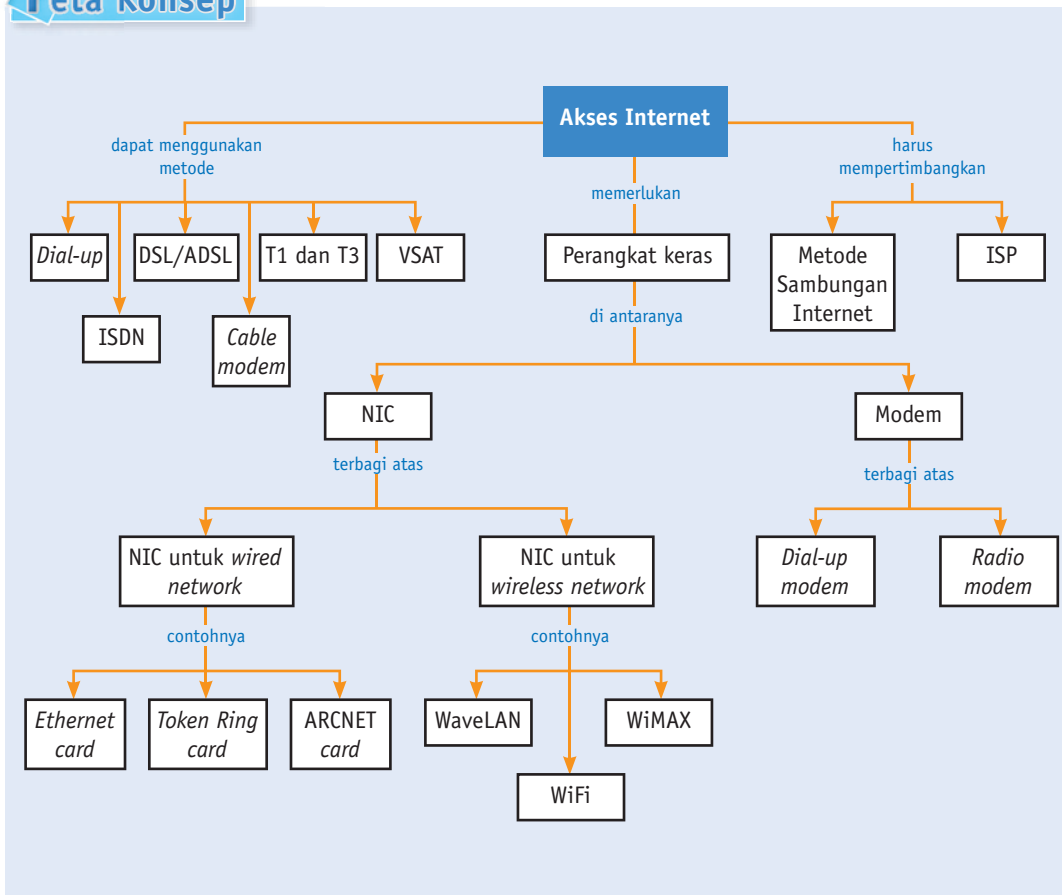 Peta Konsep
Akses Internet
dapat menggunakan
metode
harus
mempertimbangkan
memerlukan
Dial-up
DSL/ADSL
T1 dan T3
VSAT
Perangkat keras
Metode
Sambungan
Internet
ISP
ISDN
Cable
modem
di antaranya
NIC
Modem
terbagi atas
terbagi atas
NIC untuk wired
network
NIC untuk
wireless network
Dial-up
modem
Radio
modem
contohnya
contohnya
Ethernet
card
Token Ring
card
ARCNET
card
WaveLAN
WiMAX
WiFi